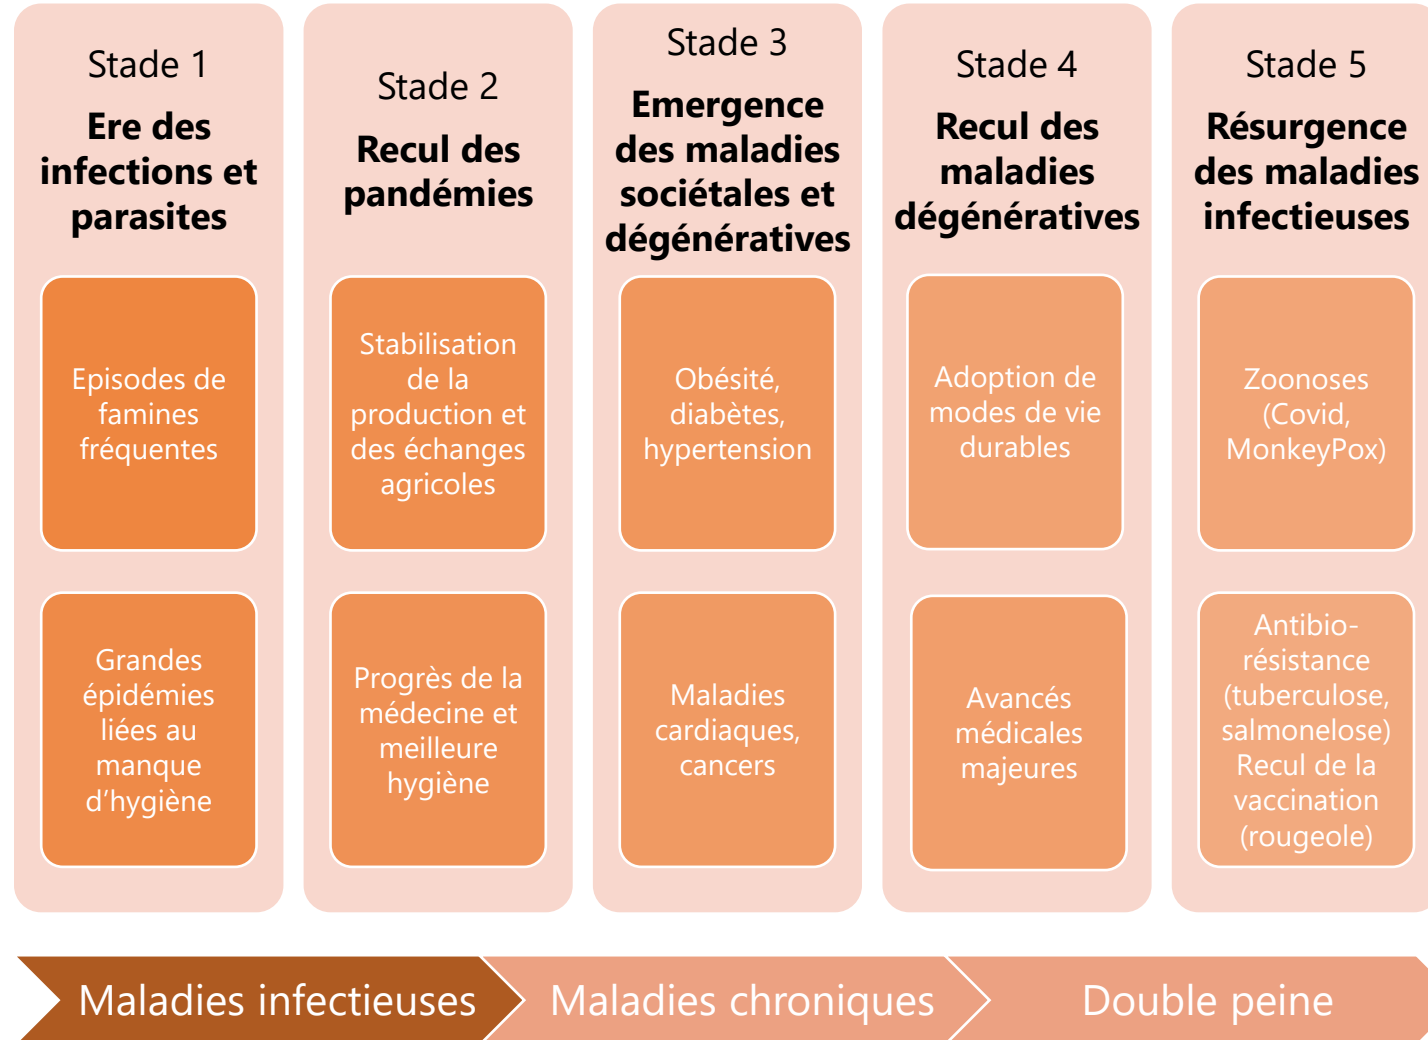 Stade 1
Ere des
infections et
parasites
Episodes de
famines
fréquentes
Grandes
épidémies
liées au
manque
d’hygiène
Stade 2
Recul des
pandémies
Stabilisation
de la
production et
des échanges
agricoles
Progrès de la
médecine et
meilleure
hygiène
Stade 3
Emergence
des maladies
sociétales et
dégénératives
Obésité,
diabètes,
hypertension
Maladies
cardiaques,
cancers
Stade 4
Recul des
maladies
dégénératives
Adoption de
modes de vie
durables
Avancés
médicales
majeures
Stade 5
Résurgence
des maladies
infectieuses
Zoonoses
(Covid,
MonkeyPox)
Antibio-
résistance
(tuberculose,
salmonelose)
Recul de la
vaccination
(rougeole)
Maladies infectieuses
Maladies chroniques
Double peine